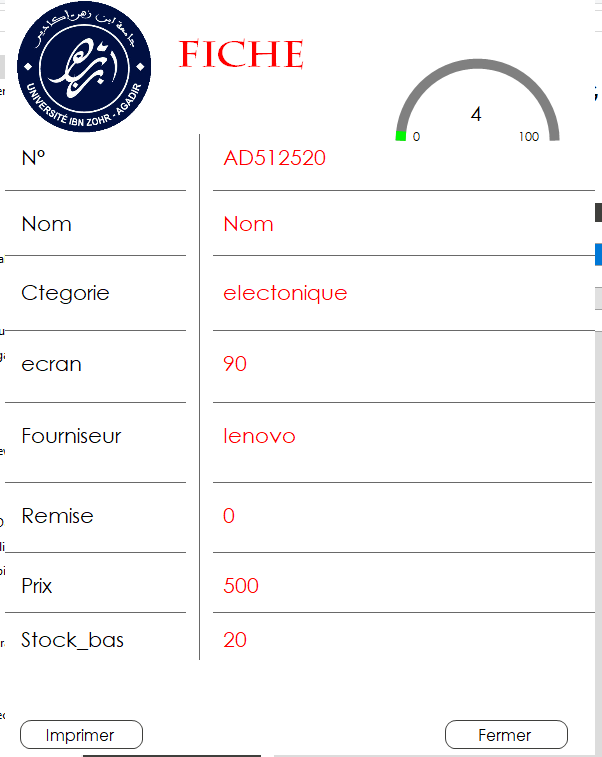 جامعة ابن زهر - أكادير
UNIVERSITÉ IBN ZOHR - AGADIR
FICHE
4
0 100
N° AD512520
Nom Nom
Ctegorie electonique
ecran 90
Fourniseur lenovo
Remise 0
Prix 500
Stock_bas 20
Imprimer Fermer